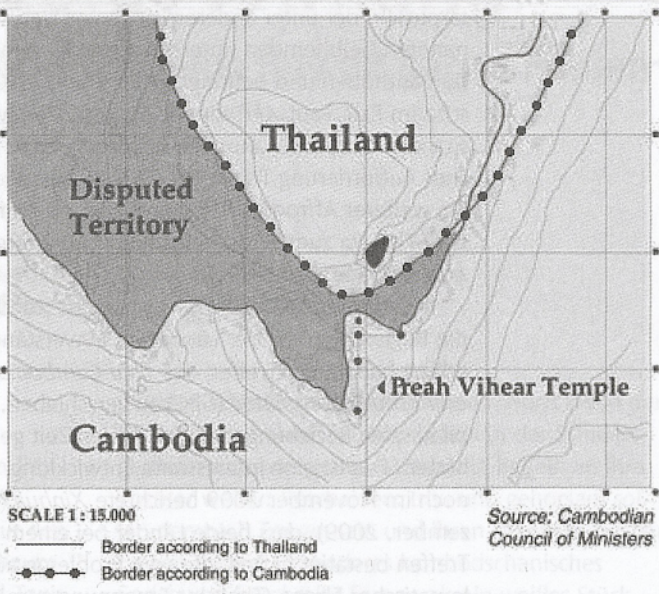 Thailand
Disputed
Territory
Preah Vihear Temple
Cambodia
SCALE 1 : 15.000
Border according to Thailand
Border according to Cambodia
Source: Cambodian
Council of Ministers